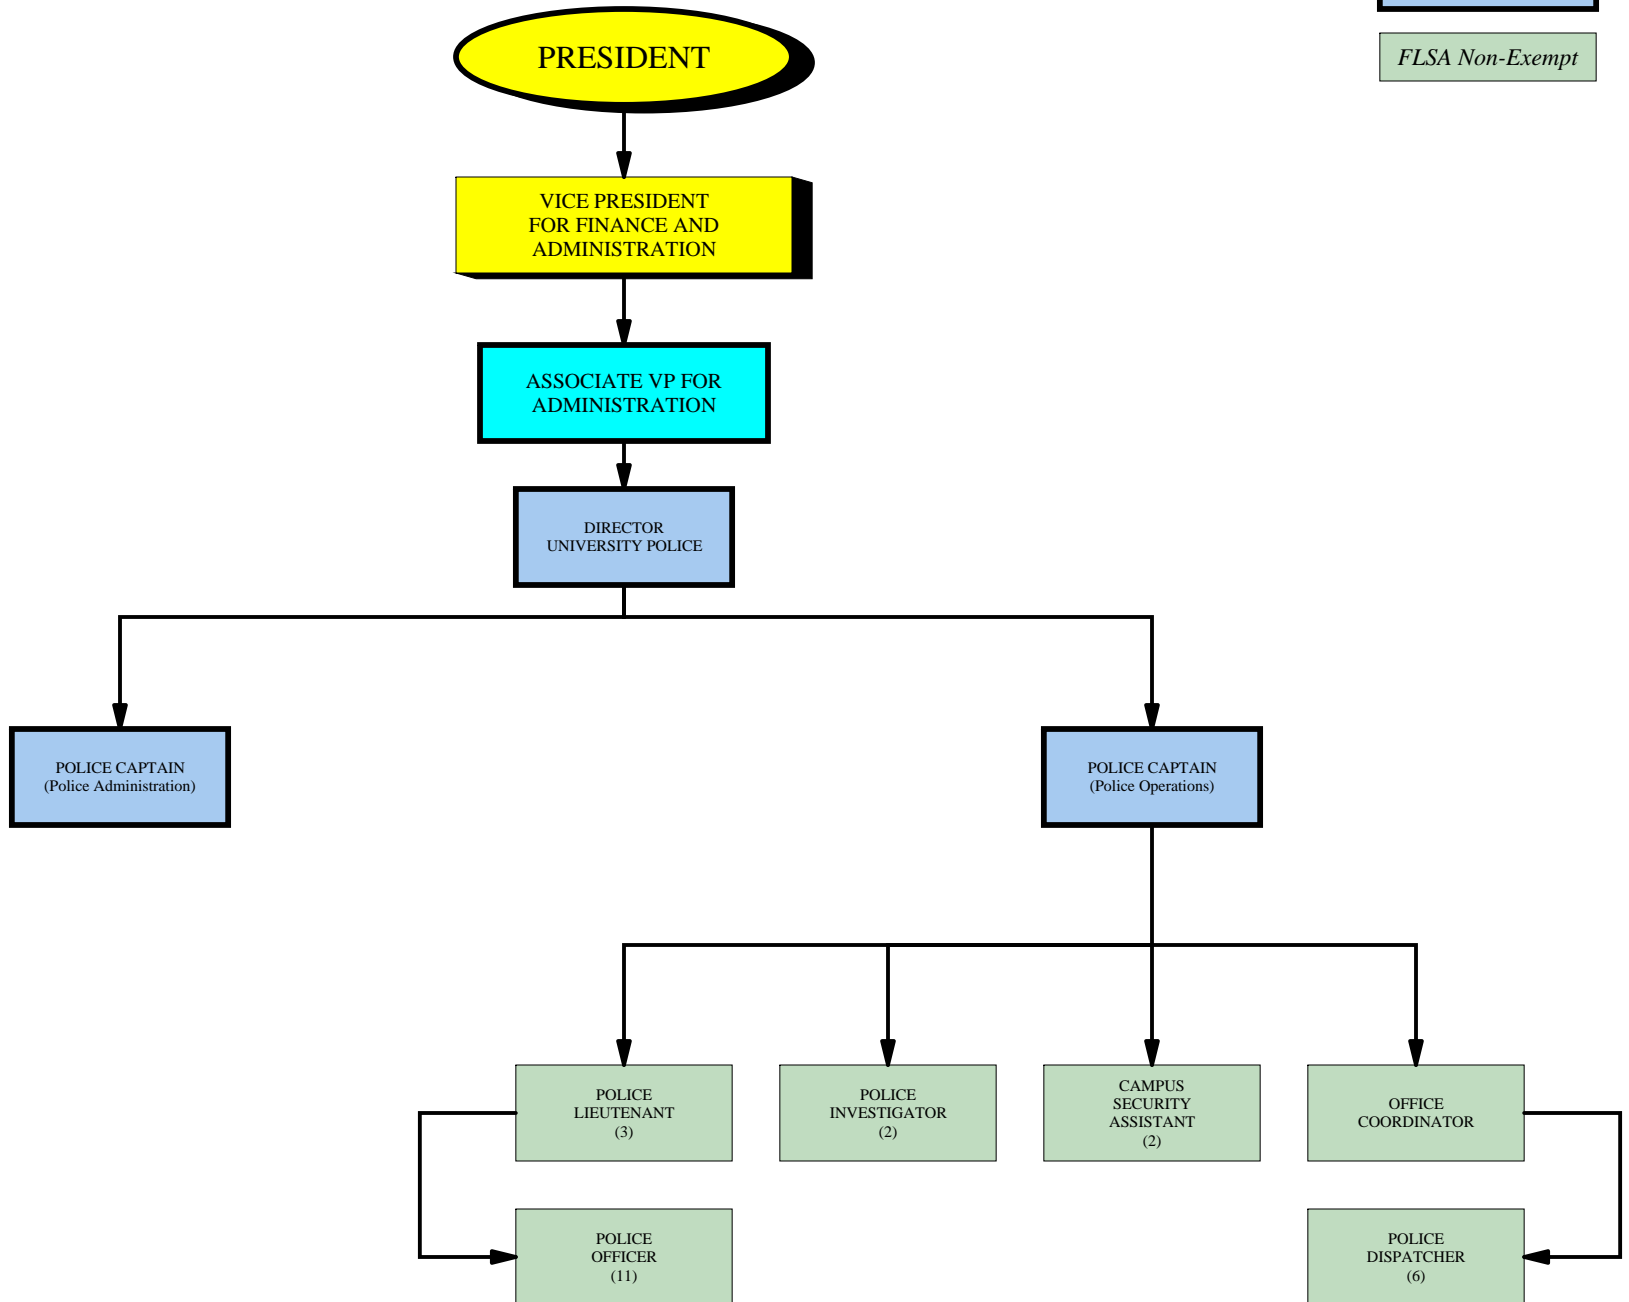 PRESIDENT
FLSA Non-Exempt
VICE PRESIDENT
FOR FINANCE AND
ADMINISTRATION
ASSOCIATE VP FOR
ADMINISTRATION
DIRECTOR
UNIVERSITY POLICE
POLICE CAPTAIN
(Police Administration)
POLICE CAPTAIN
(Police Operations)
POLICE
LIEUTENANT
(3)
POLICE
INVESTIGATOR
(2)
CAMPUS
SECURITY
ASSISTANT
(2)
OFFICE
COORDINATOR
POLICE
OFFICER
(11)
POLICE
DISPATCHER
(6)